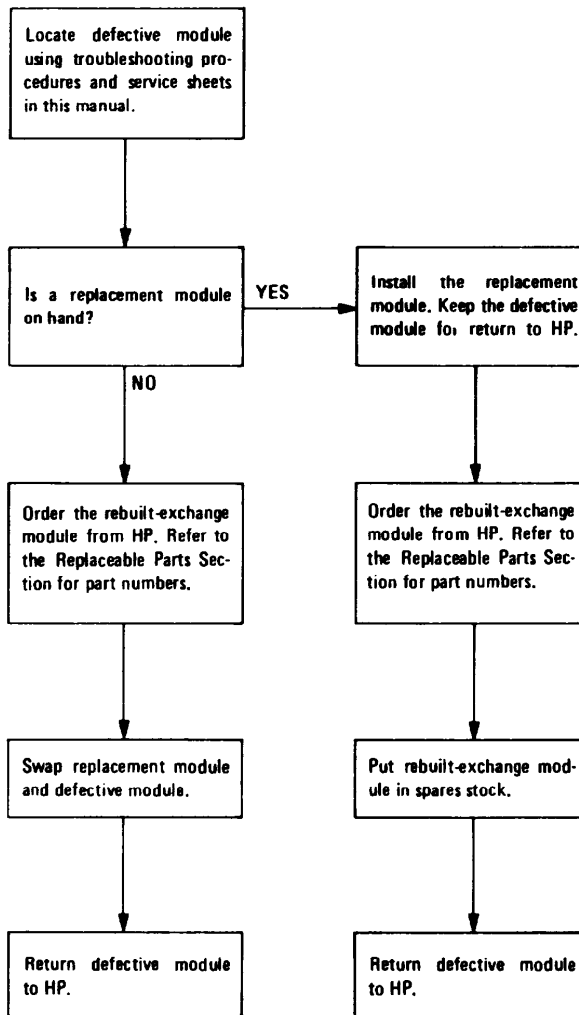 Locate defective module
using troubleshooting pro-
cedures and service sheets
in this manual.
Is a replacement module
on hand?
YES
Install the replacement
module. Keep the defective
module for return to HP.
NO
Order the rebuilt-exchange
module from HP. Refer to
the Replaceable Parts Sec-
tion for part numbers.
Order the rebuilt-exchange
module from HP. Refer to
the Replaceable Parts Sec-
tion for part numbers.
Swap replacement module
and defective module.
Put rebuilt-exchange mod-
ule in spares stock.
Return defective module
to HP.
Return defective module
to HP.